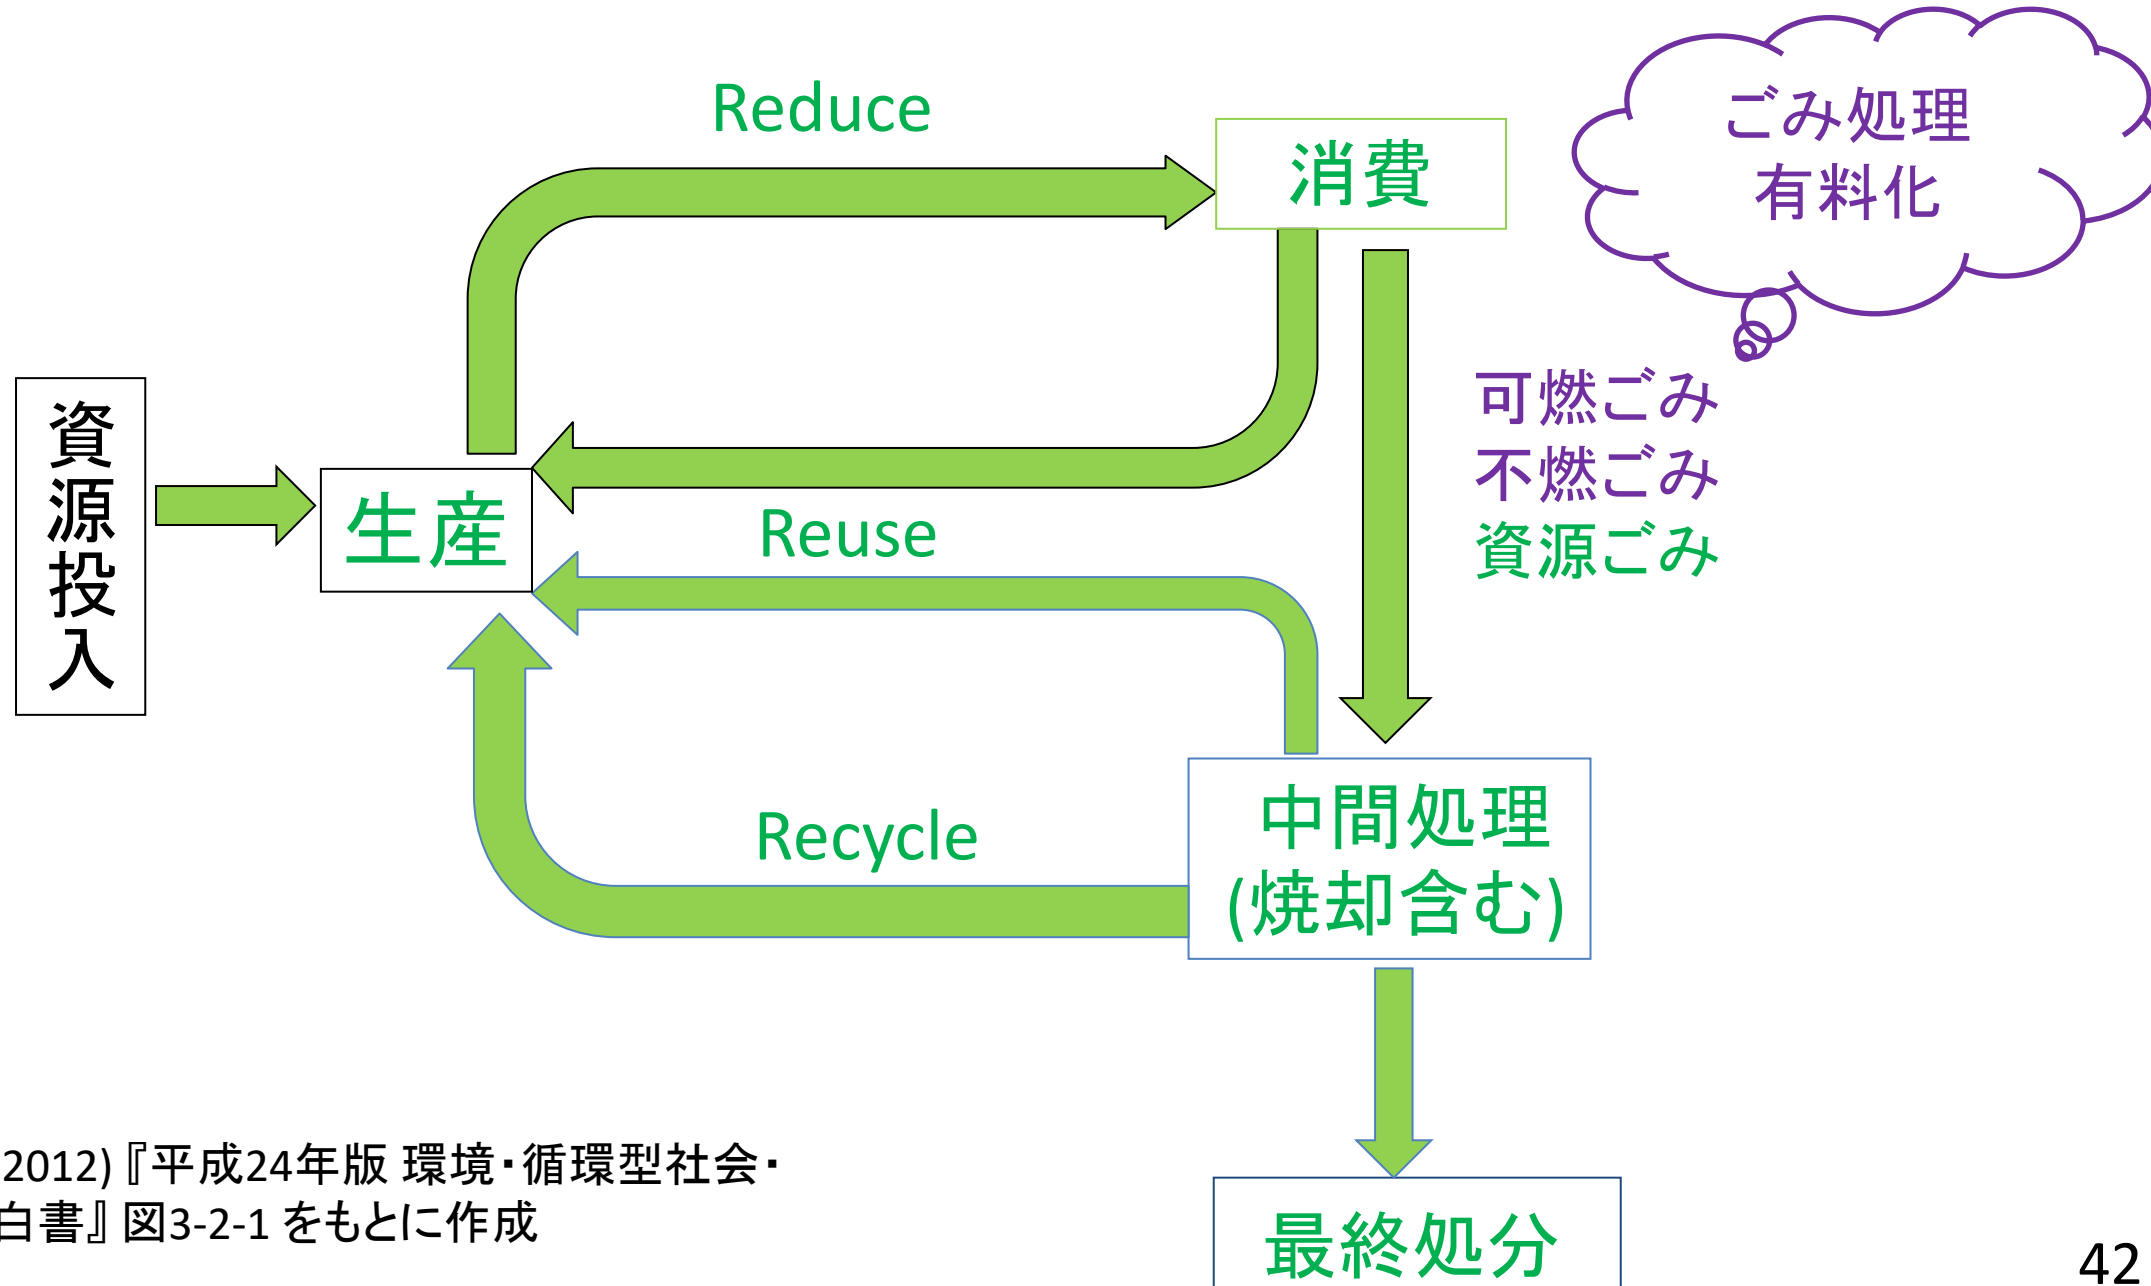 Reduce
消費
ごみ処理
有料化
資源投入
生産
Reuse
可燃ごみ
不燃ごみ
資源ごみ
Recycle
中間処理
(焼却含む)
最終処分
2012)『平成24年版 環境・循環型社会・
白書』図3-2-1 をもとに作成
42